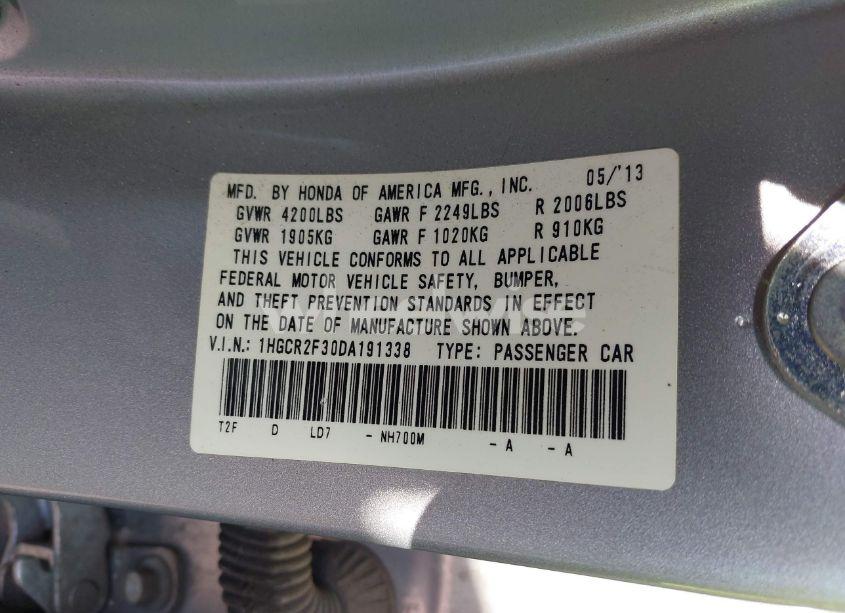 MFD. BY HONDA OF AMERICA MFG., INC. 05/'13
GVWR 4200LBS GAWR F 2249LBS R 2006LBS
GVWR 1905KG GAWR F 1020KG R 910KG
THIS VEHICLE CONFORMS TO ALL APPLICABLE
FEDERAL MOTOR VEHICLE SAFETY, BUMPER,
AND THEFT PREVENTION STANDARDS IN EFFECT
ON THE DATE OF MANUFACTURE SHOWN ABOVE.
V.I.N.: 1HGCR2F30DA191338 TYPE: PASSENGER CAR
T2F D LD7 - NH700M - A - A